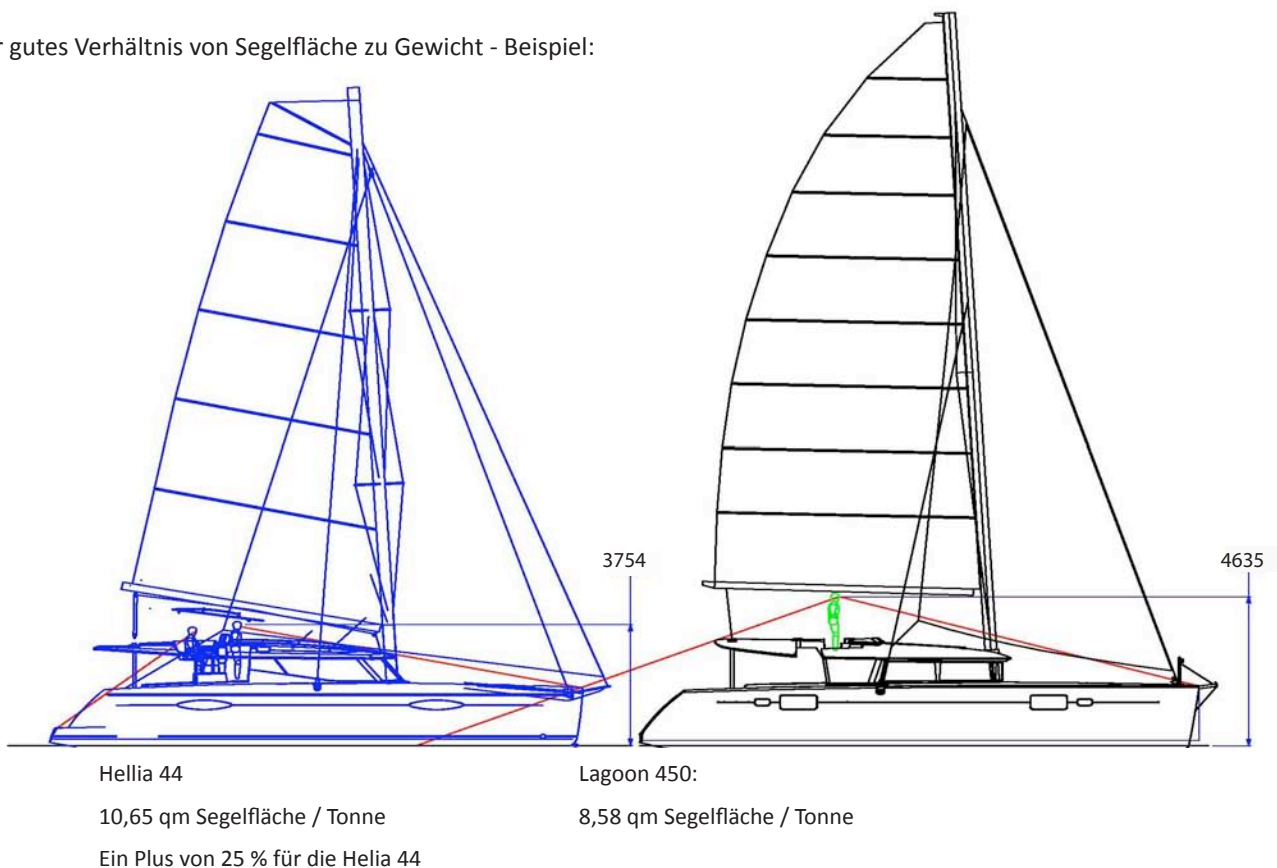 r gutes Verhältnis von Segelfläche zu Gewicht - Beispiel:
3754
4635
Hellia 44
Lagoon 450:
10,65 qm Segelfläche / Tonne
8,58 qm Segelfläche / Tonne
Ein Plus von 25 % für die Helia 44